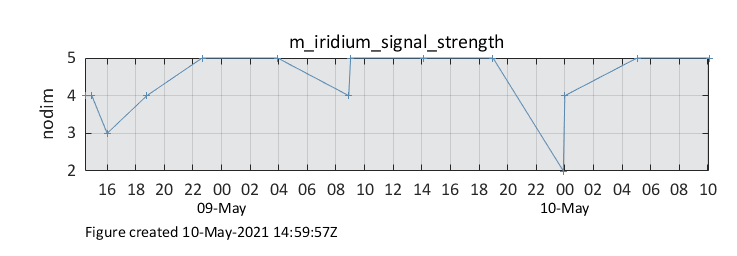 m_iridium_signal_strength
5
4
3
2
nodim
16 18 20 22 00 02 04 06 08 10 12 14 16 18 20 22 00 02 04 06 08 10
09-May 10-May
Figure created 10-May-2021 14:59:57Z